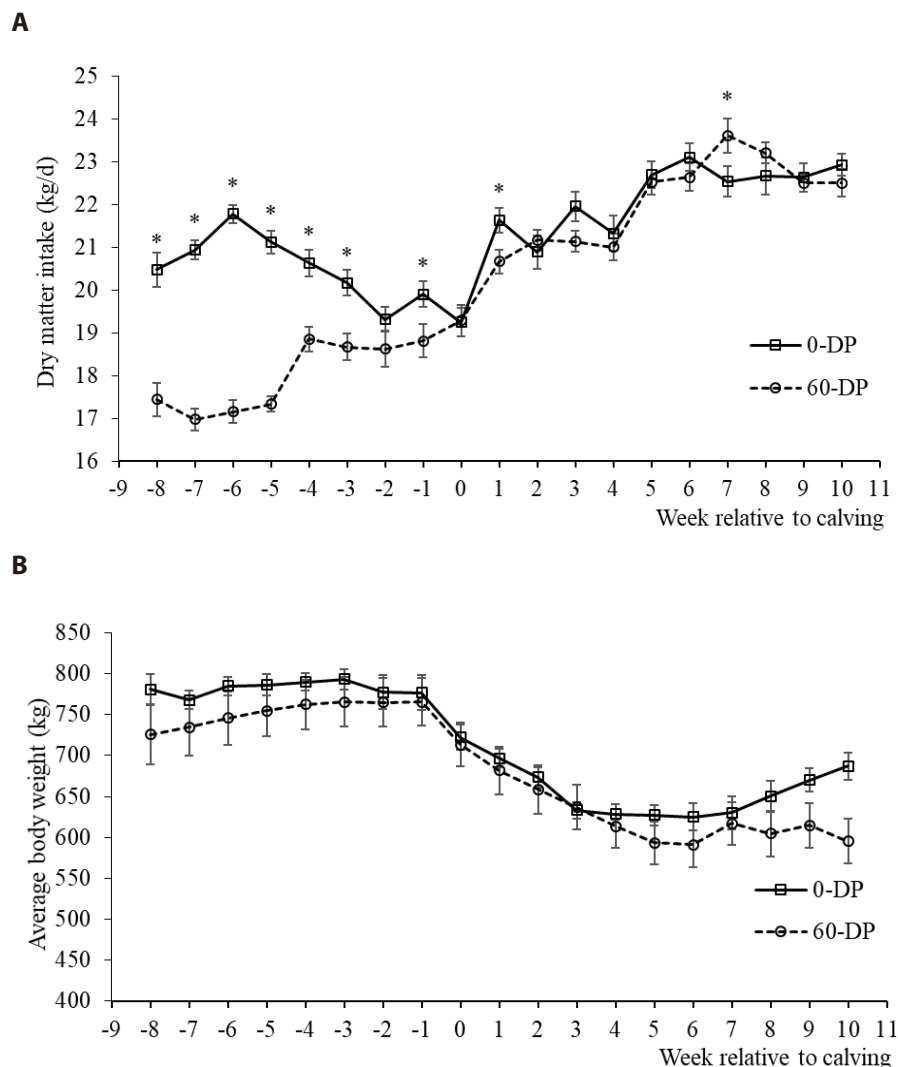 A
25
24
23
22
21
20
19
18
17
16
Dry matter intake (kg/d)
* * * * * * * * *
0-DP
60-DP
-9 -8 -7 -6 -5 -4 -3 -2 -1 0 1 2 3 4 5 6 7 8 9 10 11
Week relative to calving
B
850
800
750
700
650
600
550
500
450
400
Average body weight (kg)
0-DP
60-DP
-9 -8 -7 -6 -5 -4 -3 -2 -1 0 1 2 3 4 5 6 7 8 9 10 11
Week relative to calving